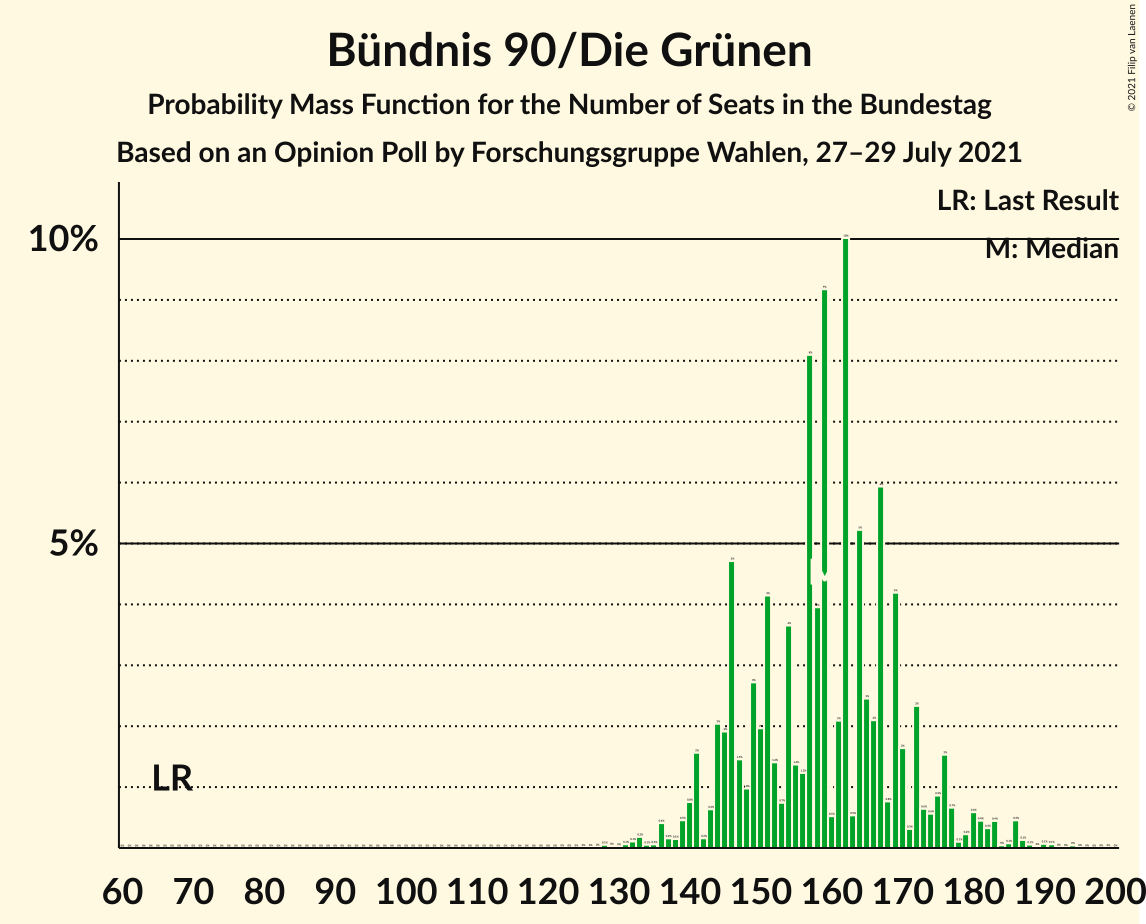 Bündnis 90/Die Grünen
Probability Mass Function for the Number of Seats in the Bundestag
Based on an Opinion Poll by Forschungsgruppe Wahlen, 27–29 July 2021
© 2021 Filip van Laenen
LR: Last Result
M: Median
10%
5%
LR
60 70 80 90 100 110 120 130 140 150 160 170 180 190 200